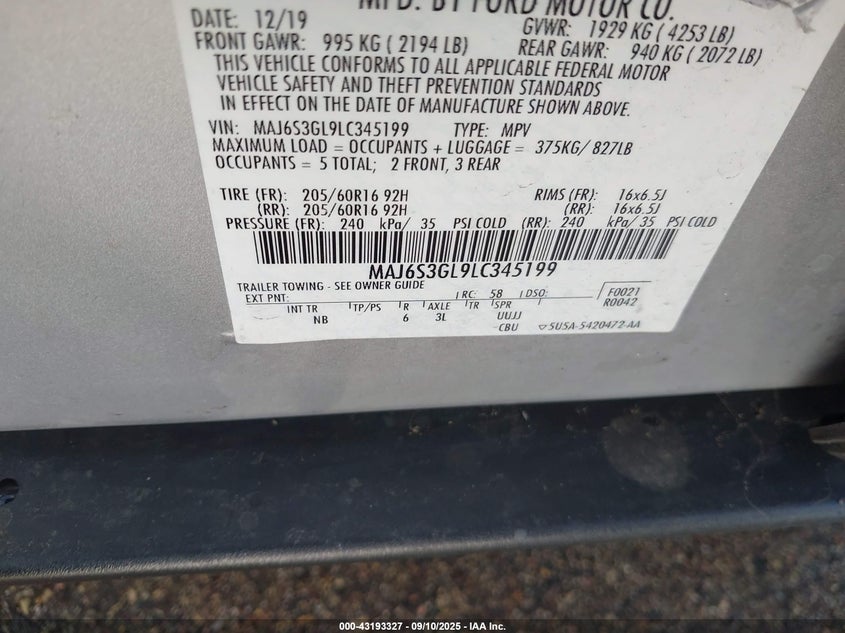 MFD. BY FORD MOTOR CO.
DATE: 12/19 GVWR: 1929 KG ( 4253 LB)
FRONT GAWR: 995 KG ( 2194 LB) REAR GAWR: 940 KG ( 2072 LB)
THIS VEHICLE CONFORMS TO ALL APPLICABLE FEDERAL MOTOR
VEHICLE SAFETY AND THEFT PREVENTION STANDARDS
IN EFFECT ON THE DATE OF MANUFACTURE SHOWN ABOVE.
VIN: MAJ6S3GL9LC345199 TYPE: MPV
MAXIMUM LOAD = OCCUPANTS + LUGGAGE = 375KG/ 827LB
OCCUPANTS = 5 TOTAL; 2 FRONT, 3 REAR
TIRE (FR): 205/60R16 92H RIMS (FR): 16x6.5J
(RR): 205/60R16 92H (RR): 16x6.5J
PRESSURE (FR): 240 kPa/ 35 PSI COLD (RR): 240 kPa/ 35 PSI COLD
MAJ6S3GL9LC345199
TRAILER TOWING - SEE OWNER GUIDE
EXT PNT: RC: 58 DSO: F0021
INT TR TP/PS R AXLE TR SPR R0042
NB 6 3L UUJJ
CBU 5U5A-5420472-AA
000-43193327 - 09/10/2025 - IAA Inc.